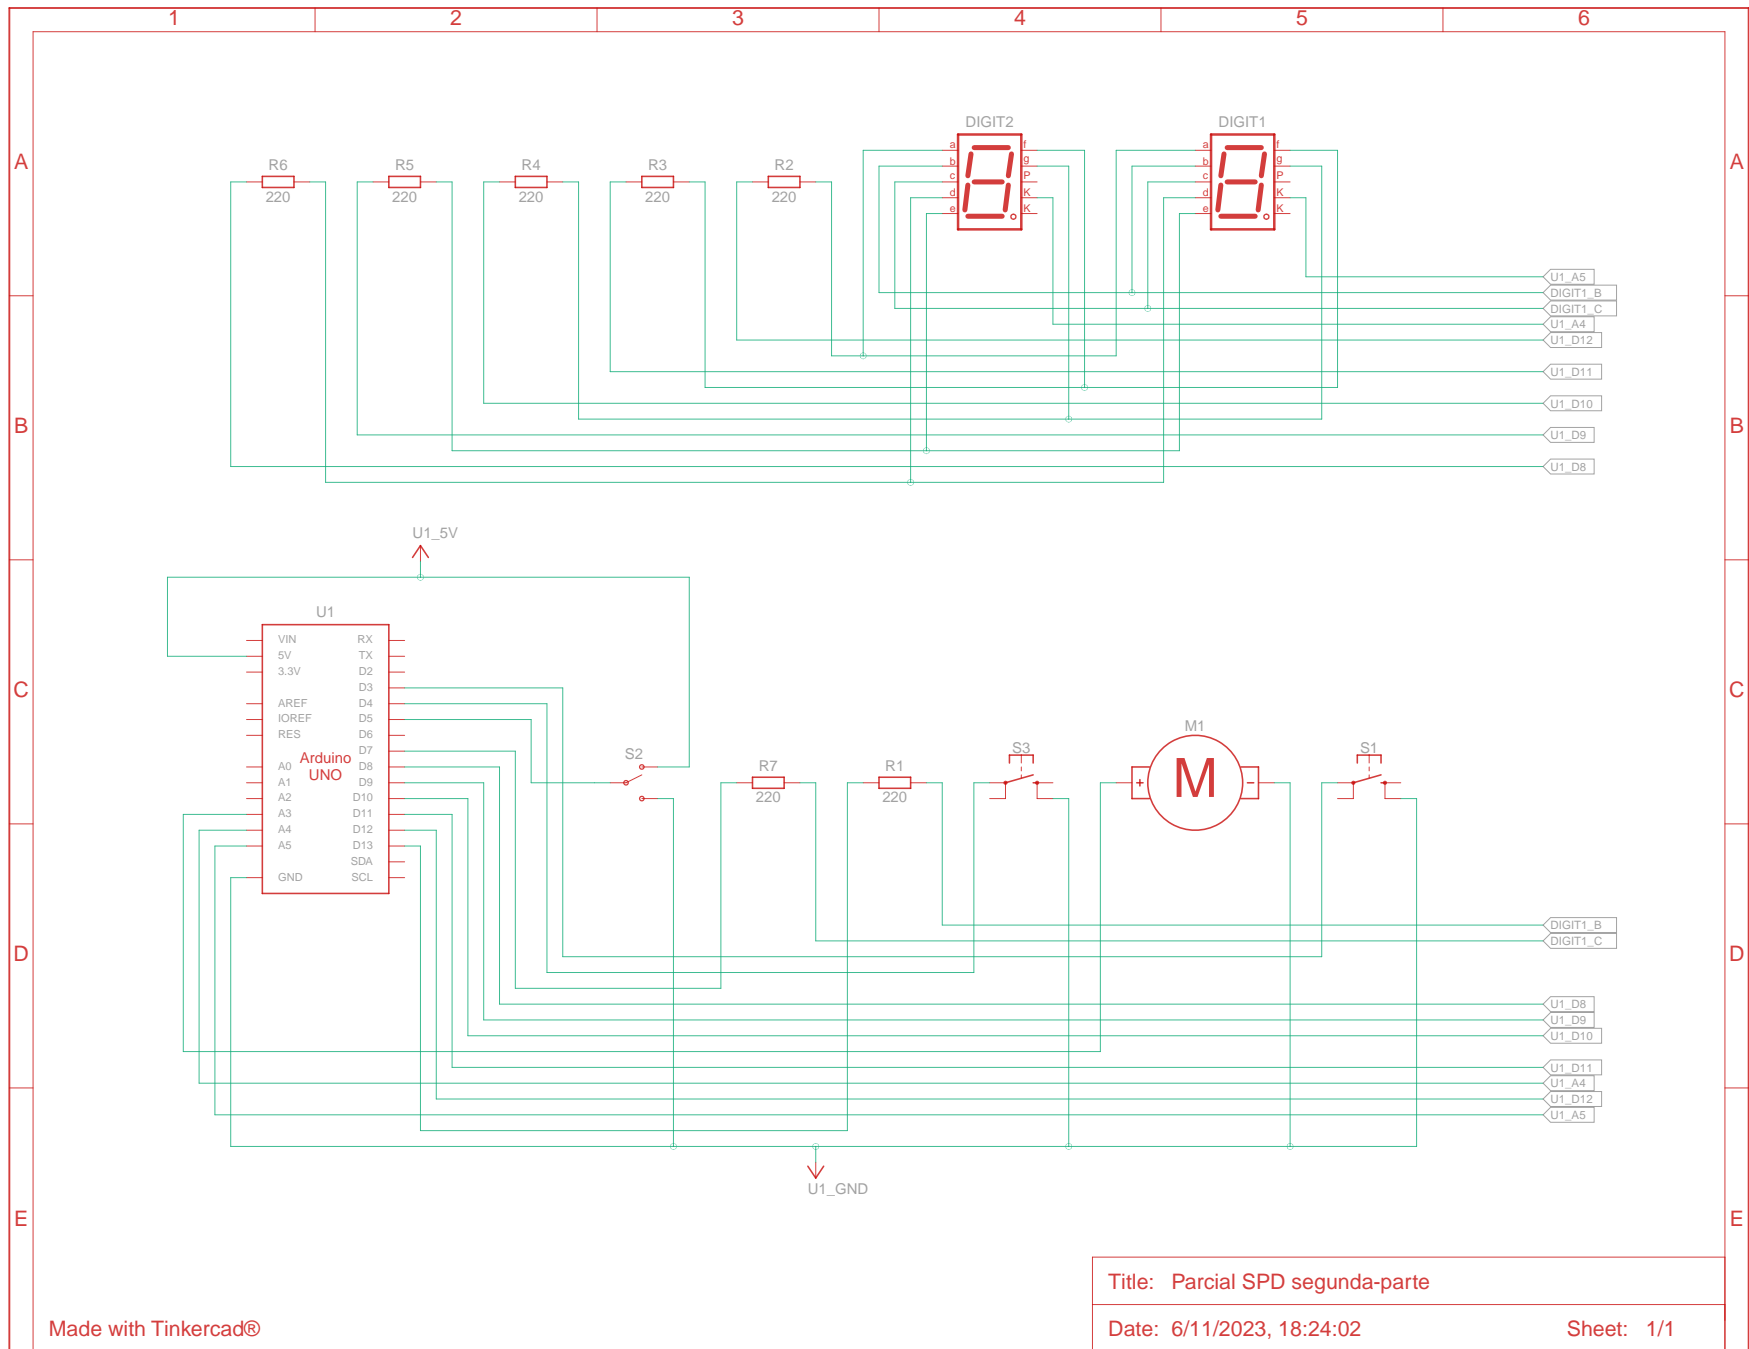 1 2 3 4 5 6
A A
DIGIT2 DIGIT1
R6 R5 R4 R3 R2
220 220 220 220 220
a f a f
b g b g
c P c P
d K d K
e K e K
U1_A5
DIGIT1_B
DIGIT1_C
U1_A4
U1_D12
U1_D11
U1_D10
B B
U1_D9
U1_D8
U1_5V
U1
VIN RX
5V TX
3.3V D2
C C
D3
AREF D4
IOREF D5
RES D6
D7
Arduino
UNO
A0 D8
A1 D9
A2 D10
A3 D11
A4 D12
A5 D13
SDA
GND SCL
S2
R7 R1 S3 M1 S1
220 220
+ M -
DIGIT1_B
DIGIT1_C
D D
U1_D8
U1_D9
U1_D10
U1_D11
U1_A4
U1_D12
U1_A5
U1_GND
E E
Title: Parcial SPD segunda-parte
Made with Tinkercad®
Date: 6/11/2023, 18:24:02 Sheet: 1/1